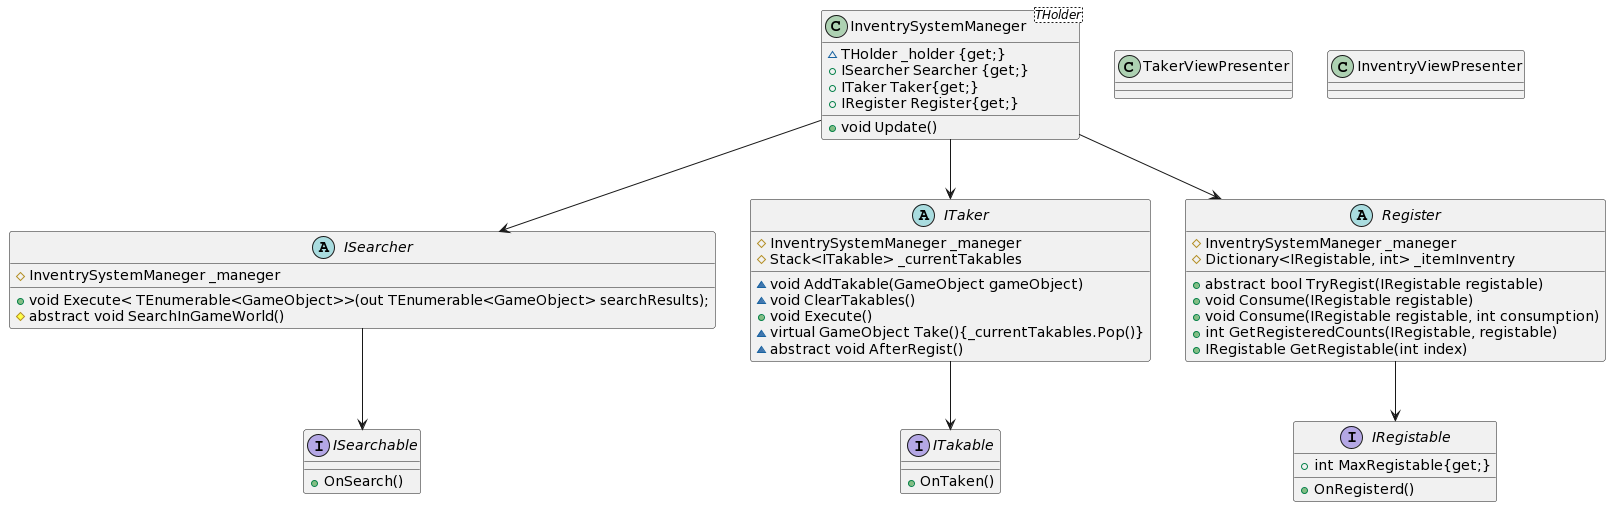 THolder
C InventrySystemManeger
THolder _holder {get;}
ISearcher Searcher {get;}
ITaker Taker{get;}
IRegister Register{get;}
void Update()
C TakerViewPresenter
C InventryViewPresenter
A ISearcher
InventrySystemManeger _maneger
void Execute< TEnumerable<GameObject>>(out TEnumerable<GameObject> searchResults);
abstract void SearchInGameWorld()
A ITaker
InventrySystemManeger _maneger
Stack<ITakable> _currentTakables
void AddTakable(GameObject gameObject)
void ClearTakables()
void Execute()
virtual GameObject Take(){_currentTakables.Pop()}
abstract void AfterRegist()
A Register
InventrySystemManeger _maneger
Dictionary<IRegistable, int> _itemInventry
abstract bool TryRegist(IRegistable registable)
void Consume(IRegistable registable)
void Consume(IRegistable registable, int consumption)
int GetRegisteredCounts(IRegistable, registable)
IRegistable GetRegistable(int index)
I ISearchable
OnSearch()
I ITakable
OnTaken()
I IRegistable
int MaxRegistable{get;}
OnRegisterd()